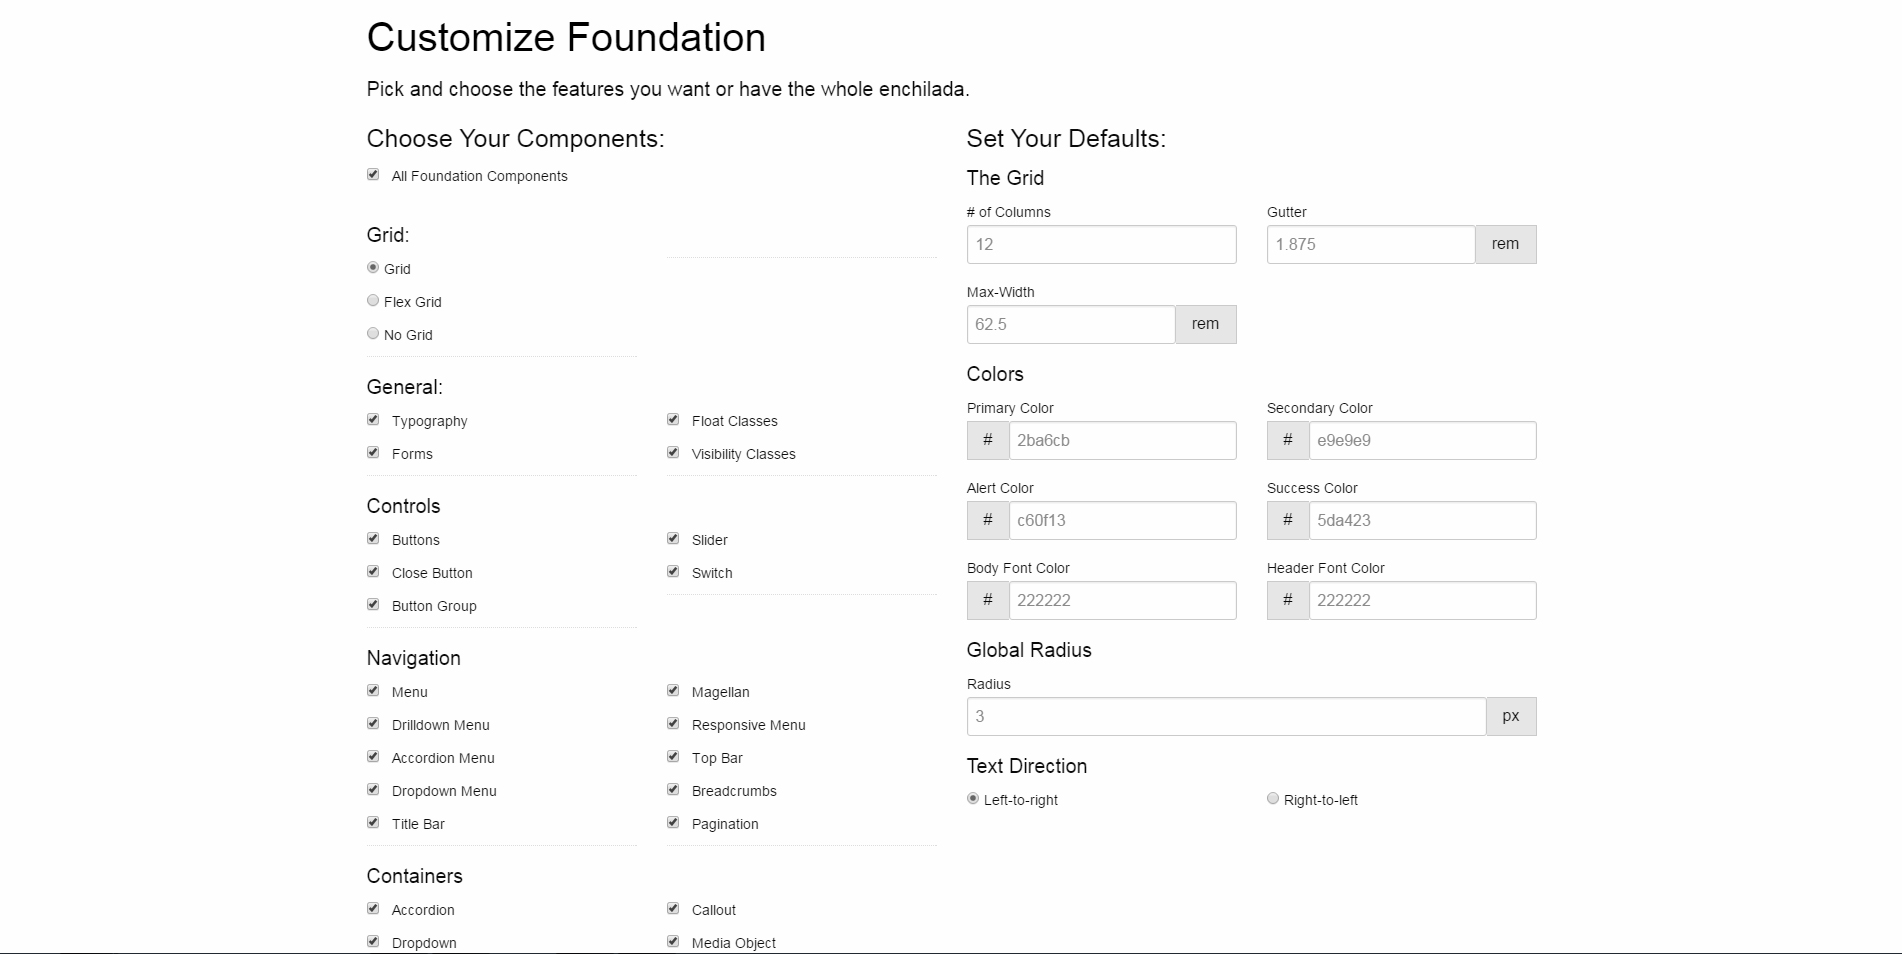 Customize Foundation
Pick and choose the features you want or have the whole enchilada.
Choose Your Components:
All Foundation Components
Grid:
Grid
Flex Grid
No Grid
General:
Typography
Forms
Float Classes
Visibility Classes
Controls
Buttons
Close Button
Button Group
Slider
Switch
Navigation
Menu
Drilldown Menu
Accordion Menu
Dropdown Menu
Title Bar
Magellan
Responsive Menu
Top Bar
Breadcrumbs
Pagination
Containers
Accordion
Dropdown
Callout
Media Object
Set Your Defaults:
The Grid
# of Columns
12
Gutter
1.875 rem
Max-Width
62.5 rem
Colors
Primary Color
# 2ba6cb
Secondary Color
# e9e9e9
Alert Color
# c60f13
Success Color
# 5da423
Body Font Color
# 222222
Header Font Color
# 222222
Global Radius
Radius
3 px
Text Direction
Left-to-right
Right-to-left